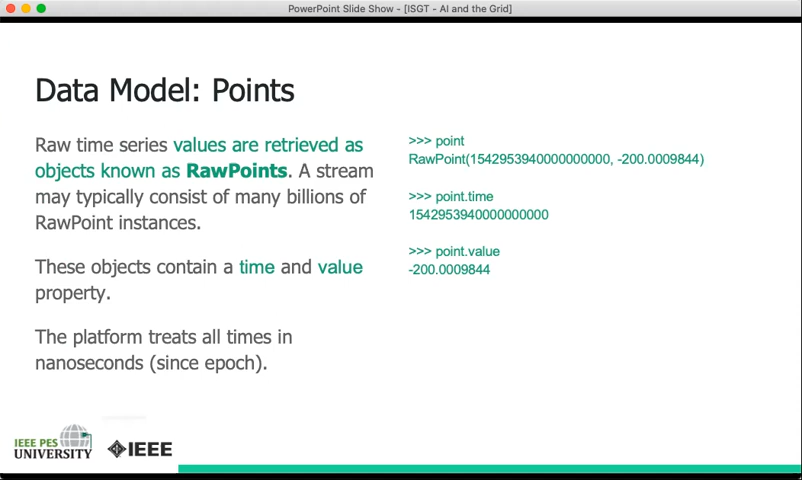 PowerPoint Slide Show - [ISGT - AI and the Grid]
Data Model: Points
Raw time series values are retrieved as
objects known as RawPoints. A stream
may typically consist of many billions of
RawPoint instances.
These objects contain a time and value
property.
The platform treats all times in
nanoseconds (since epoch).
>>> point
RawPoint(1542953940000000000, -200.0009844)
>>> point.time
1542953940000000000
>>> point.value
-200.0009844
IEEE PES
UNIVERSITY
IEEE